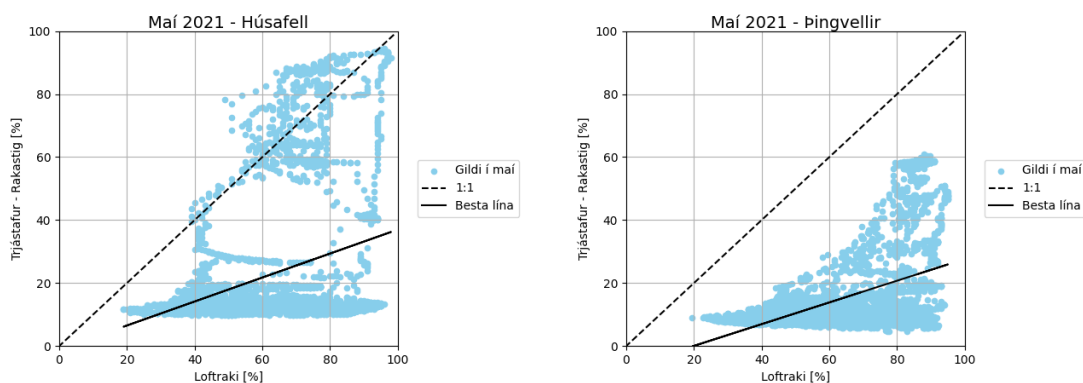 Maí 2021 - Húsafell
100
80
60
40
20
0
0 20 40 60 80 100
Trjástafur - Rakastig [%]
Loftraki [%]
Gildi í maí
1:1
Besta lína
Maí 2021 - Þingvellir
100
80
60
40
20
0
0 20 40 60 80 100
Trjástafur - Rakastig [%]
Loftraki [%]
Gildi í maí
1:1
Besta lína